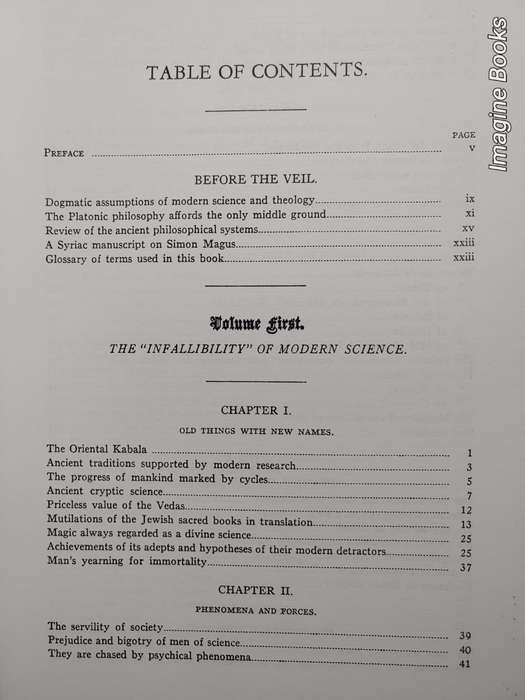 Imagine Books
TABLE OF CONTENTS.
PAGE
PREFACE ........ v
BEFORE THE VEIL.
Dogmatic assumptions of modern science and theology........ ix
The Platonic philosophy affords the only middle ground........ xi
Review of the ancient philosophical systems........ xv
A Syriac manuscript on Simon Magus........ xxiii
Glossary of terms used in this book........ xxiii
Volume First.
THE "INFALLIBILITY" OF MODERN SCIENCE.
CHAPTER I.
OLD THINGS WITH NEW NAMES.
The Oriental Kabala ........ 1
Ancient traditions supported by modern research........ 3
The progress of mankind marked by cycles........ 5
Ancient cryptic science........ 7
Priceless value of the Vedas........ 12
Mutilations of the Jewish sacred books in translation........ 13
Magic always regarded as a divine science........ 25
Achievements of its adepts and hypotheses of their modern detractors........ 25
Man's yearning for immortality........ 37
CHAPTER II.
PHENOMENA AND FORCES.
The servility of society........ 39
Prejudice and bigotry of men of science........ 40
They are chased by psychical phenomena........ 41